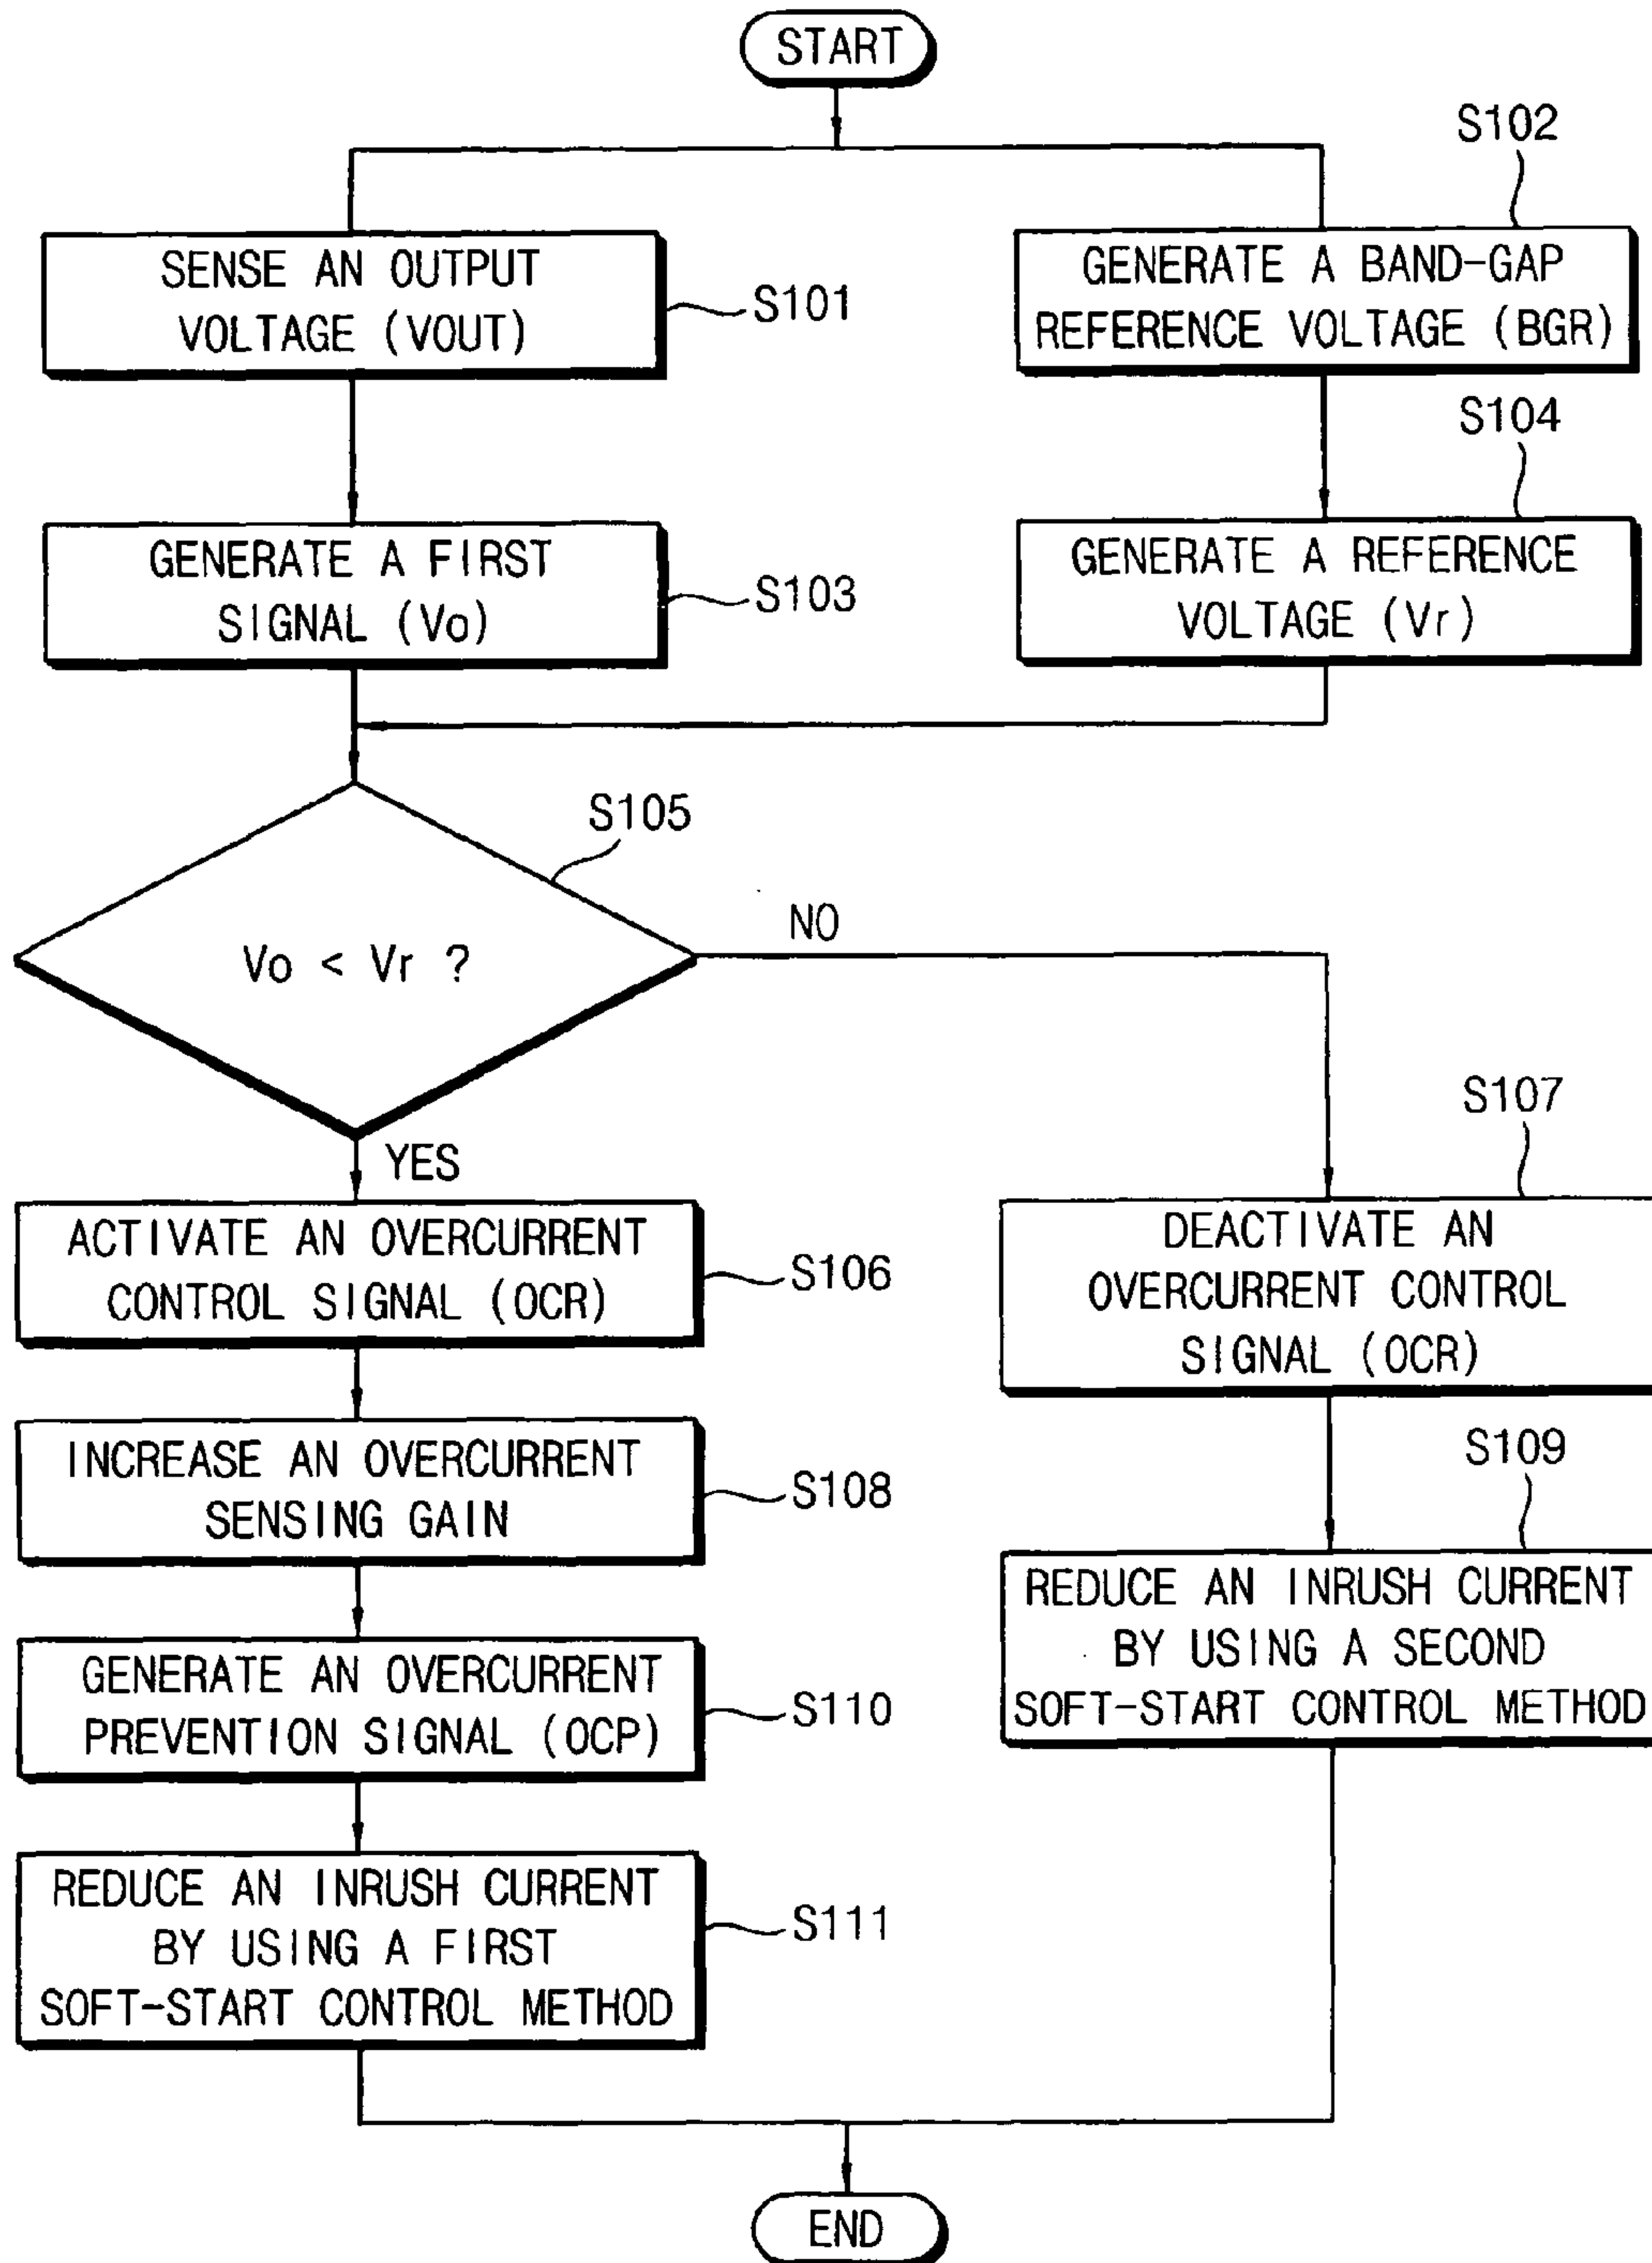 START
S102
SENSE AN OUTPUT
VOLTAGE (VOUT)
S101
GENERATE A BAND-GAP
REFERENCE VOLTAGE (BGR)
S104
GENERATE A FIRST
SIGNAL (Vo)
S103
GENERATE A REFERENCE
VOLTAGE (Vr)
S105
Vo < Vr ?
NO
YES
S107
ACTIVATE AN OVERCURRENT
CONTROL SIGNAL (OCR)
S106
DEACTIVATE AN
OVERCURRENT CONTROL
SIGNAL (OCR)
INCREASE AN OVERCURRENT
SENSING GAIN
S108
S109
REDUCE AN INRUSH CURRENT
BY USING A SECOND
SOFT-START CONTROL METHOD
GENERATE AN OVERCURRENT
PREVENTION SIGNAL (OCP)
S110
REDUCE AN INRUSH CURRENT
BY USING A FIRST
SOFT-START CONTROL METHOD
S111
END